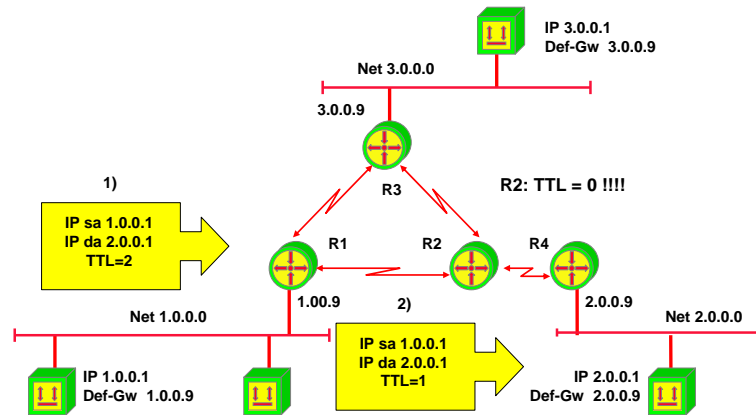 IP 3.0.0.1
Def-Gw 3.0.0.9
Net 3.0.0.0
3.0.0.9
R3
R2: TTL = 0 !!!!
1)
IP sa 1.0.0.1
IP da 2.0.0.1
TTL=2
R1
R2
R4
1.00.9
2.0.0.9
Net 1.0.0.0
2)
Net 2.0.0.0
IP sa 1.0.0.1
IP da 2.0.0.1
TTL=1
IP 1.0.0.1
Def-Gw 1.0.0.9
IP 2.0.0.1
Def-Gw 2.0.0.9